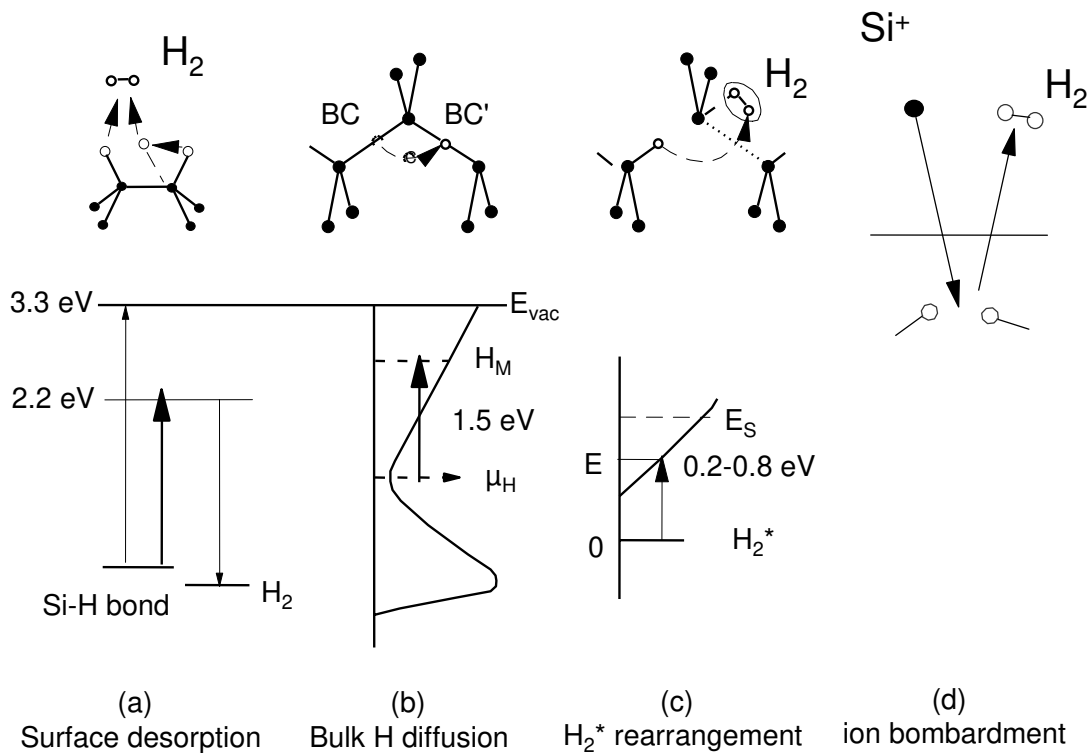 H2
BC
BC'
H2
Si+
H2
3.3 eV
Evac
HM
2.2 eV
1.5 eV
ES
E
0.2-0.8 eV
μH
0
H2*
Si-H bond
H2
(a)
(b)
(c)
(d)
Surface desorption
Bulk H diffusion
H2* rearrangement
ion bombardment